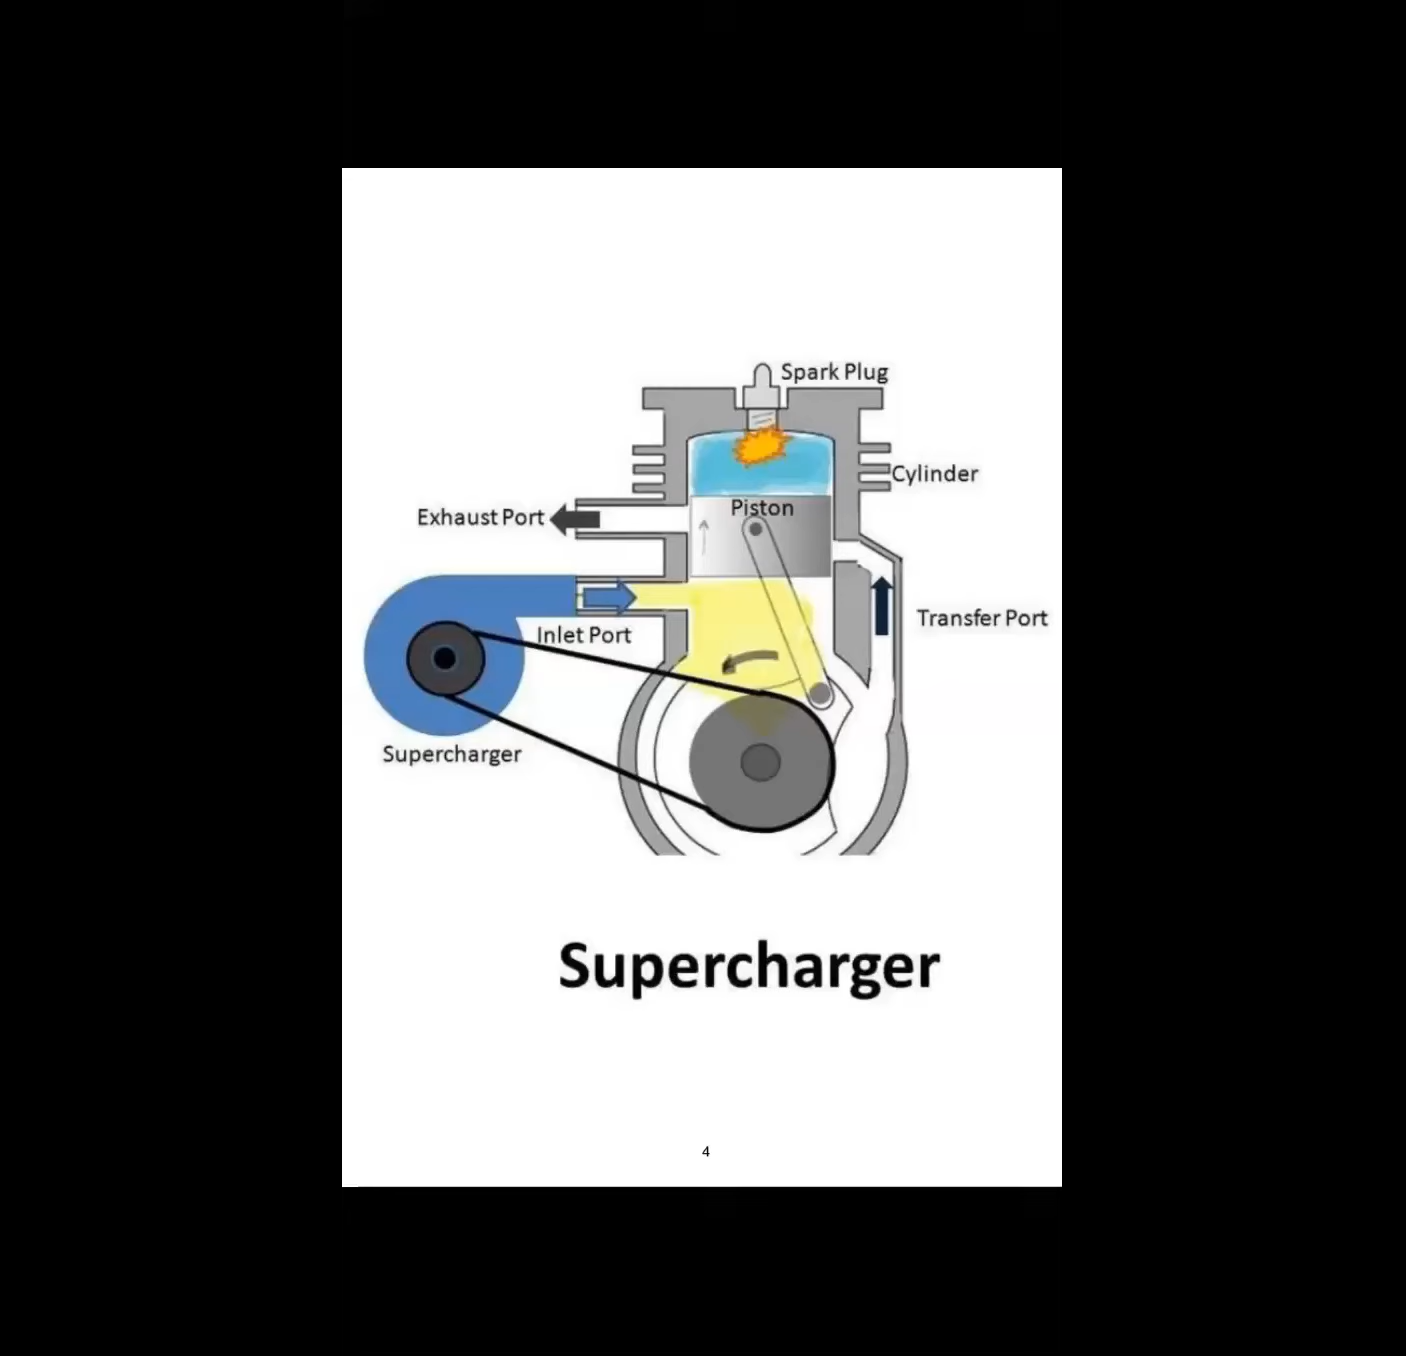 Spark Plug
Cylinder
Piston
Exhaust Port
Transfer Port
Inlet Port
Supercharger
Supercharger
4